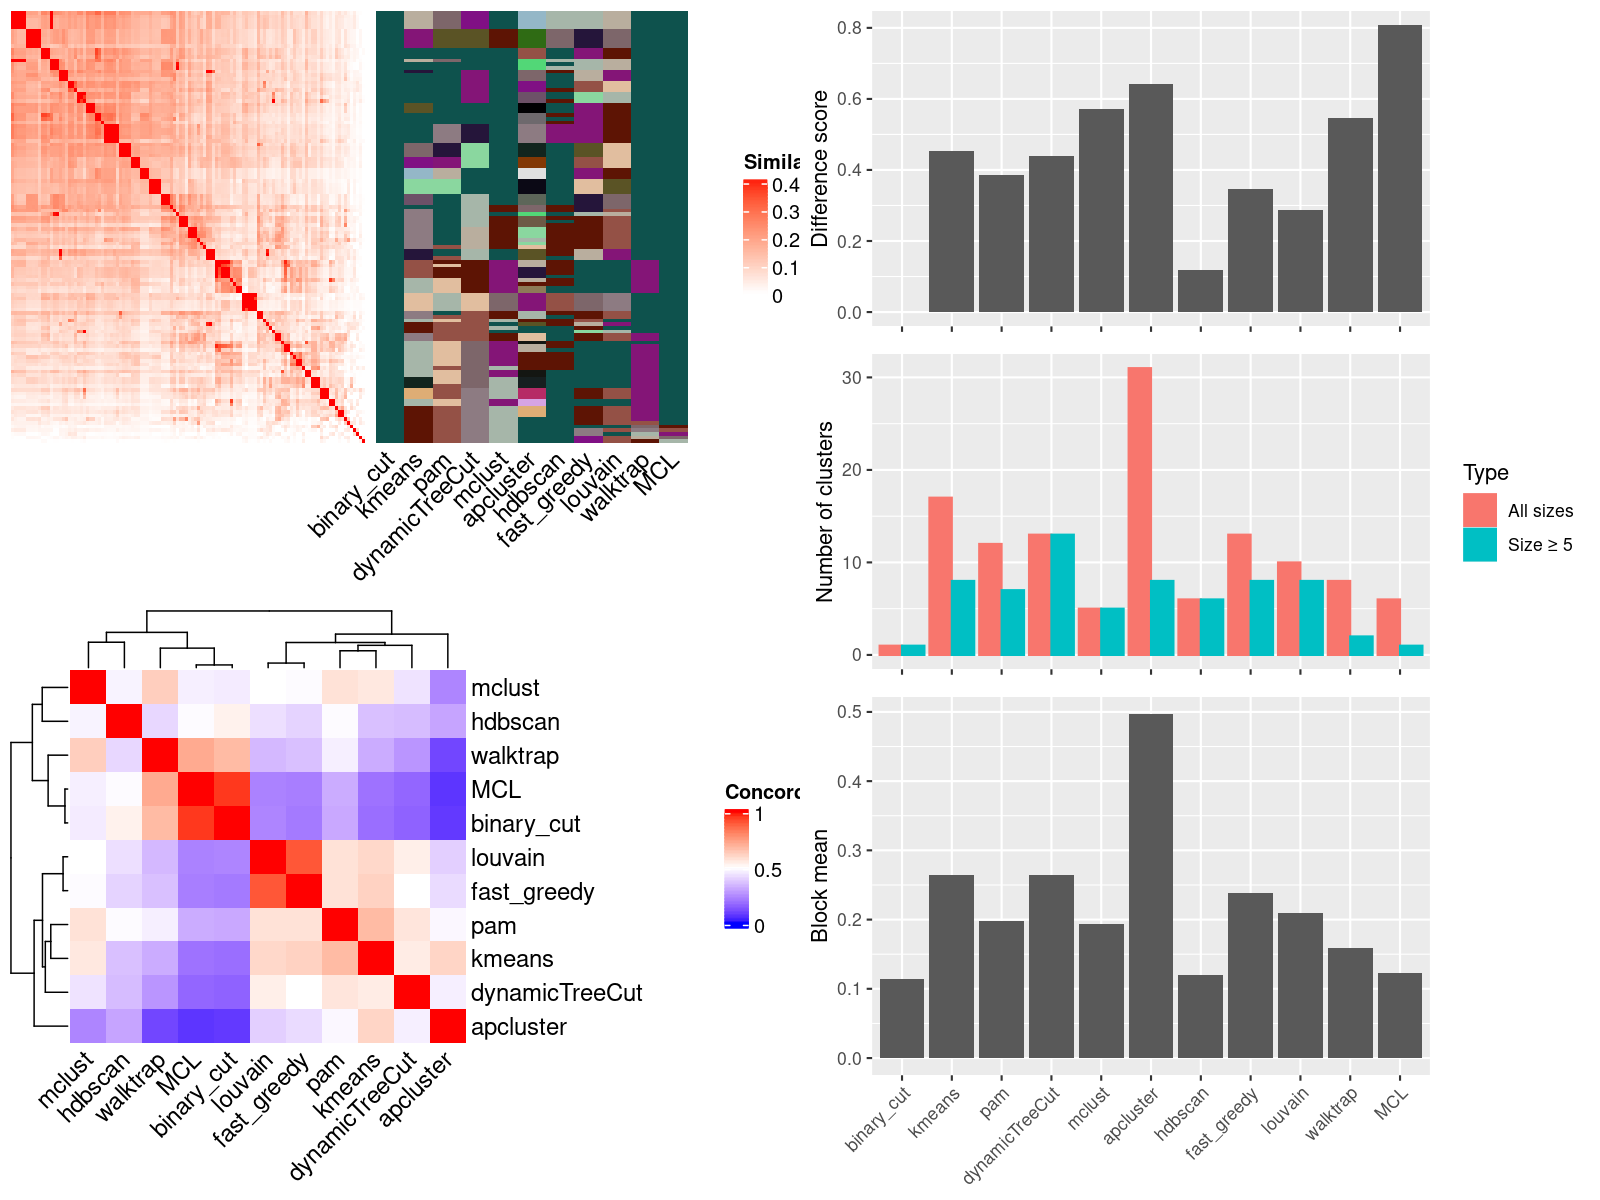 Simila
0.4
0.3
0.2
0.1
0
binary_cut
kmeans
pam
dynamicTreeCut
mclust
apcluster
hdbscan
fast_greedy
louvain
walktrap
MCL
mclust
hdbscan
walktrap
MCL
binary_cut
louvain
fast_greedy
pam
kmeans
dynamicTreeCut
apcluster
mclust
hdbscan
walktrap
MCL
binary_cut
louvain
fast_greedy
pam
kmeans
dynamicTreeCut
apcluster
Concord
1
0.5
0
Difference score
0.8
0.6
0.4
0.2
0.0
Number of clusters
30
20
10
0
Type
All sizes
Size ≥ 5
Block mean
0.5
0.4
0.3
0.2
0.1
0.0
binary_cut
kmeans
pam
dynamicTreeCut
mclust
apcluster
hdbscan
fast_greedy
louvain
walktrap
MCL